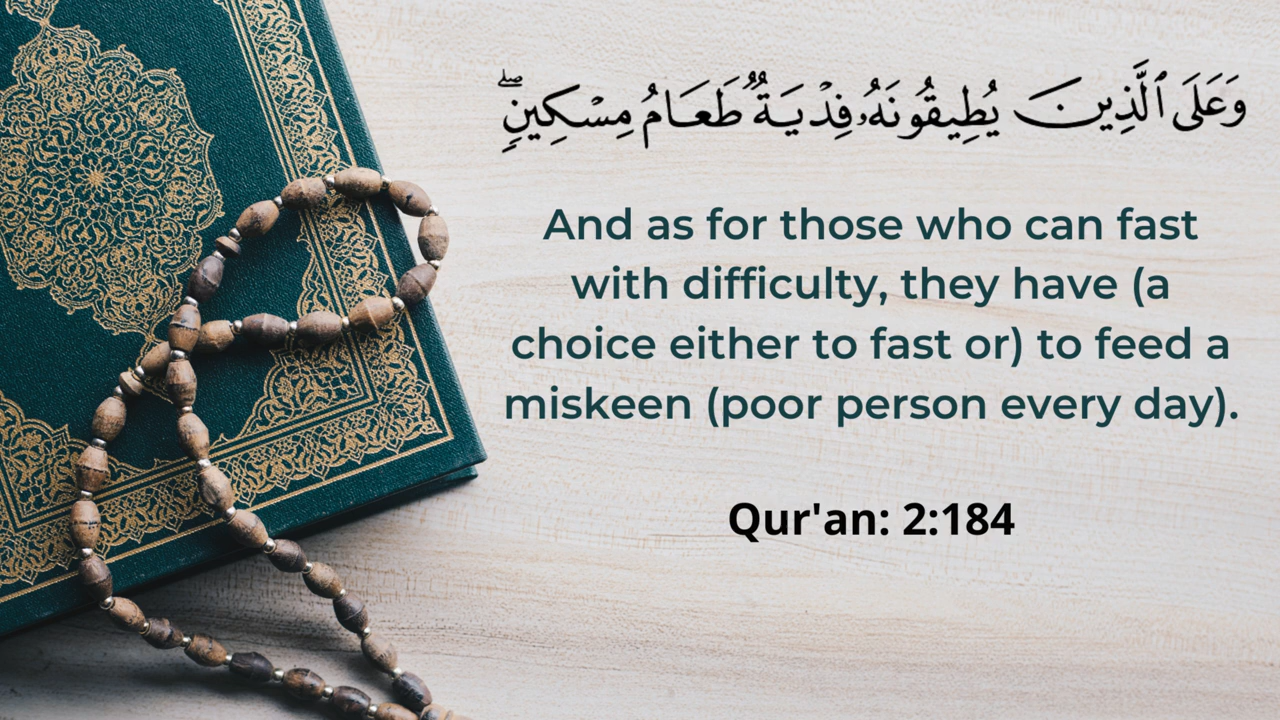 وَعَلَى ٱلَّذِينَ يُطِيقُونَهُۥ فِدْيَةٌۭ طَعَامُ مِسْكِينٍۢ ۖ
And as for those who can fast
with difficulty, they have (a
choice either to fast or) to feed a
miskeen (poor person every day).
Qur'an: 2:184